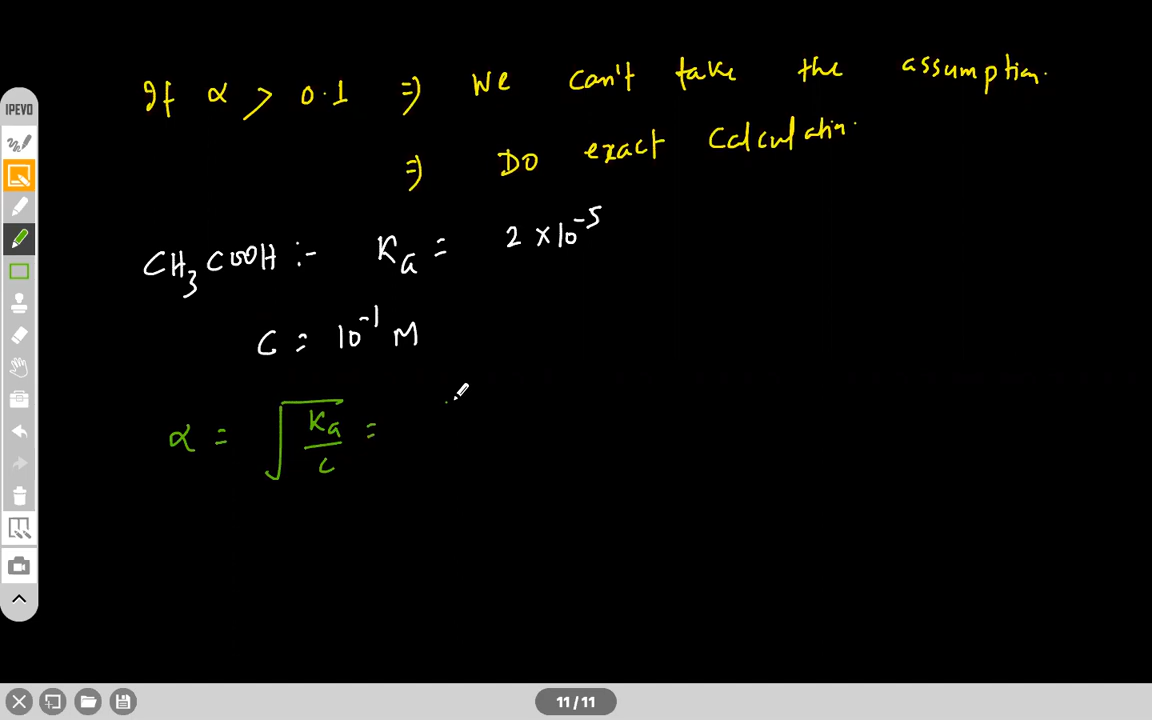 IPEVO
If α > 0.1 ⇒ We can't take the assumption.
⇒ Do exact calculation.
CH₃COOH :- Kₐ = 2 × 10⁻⁵
C = 10⁻¹ M
α = √(Kₐ/C) =
11/11